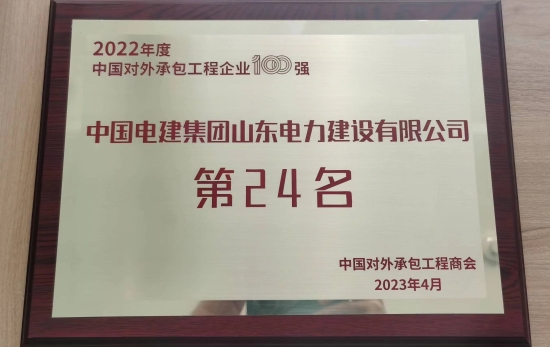 2022年度
中国对外承包工程企业100强
中国电建集团山东电力建设有限公司
第24名
中国对外承包工程商会
2023年4月